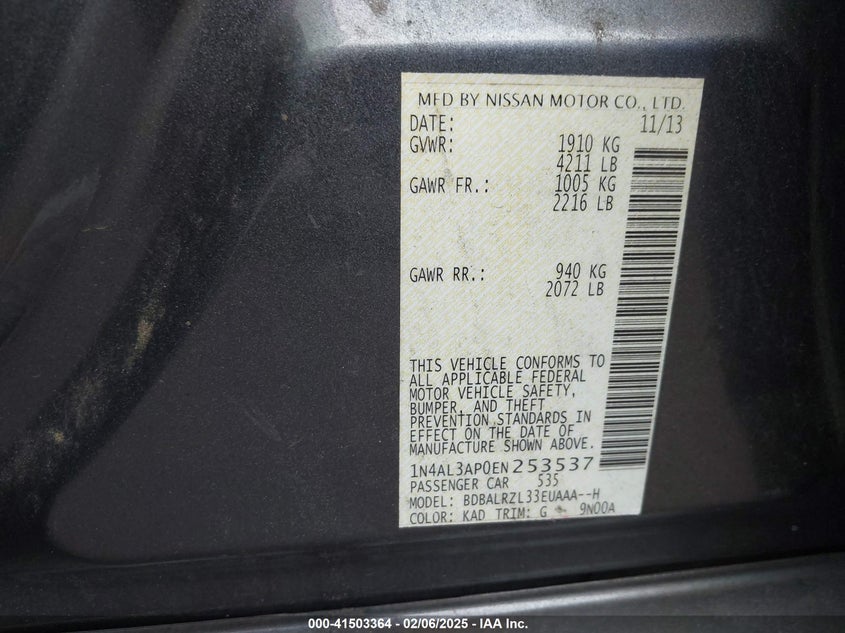 MFD BY NISSAN MOTOR CO., LTD.
DATE: 11/13
GVWR: 1910 KG
4211 LB
GAWR FR.: 1005 KG
2216 LB
GAWR RR.: 940 KG
2072 LB
THIS VEHICLE CONFORMS TO
ALL APPLICABLE FEDERAL
MOTOR VEHICLE SAFETY,
BUMPER, AND THEFT
PREVENTION STANDARDS IN
EFFECT ON THE DATE OF
MANUFACTURE SHOWN ABOVE.
1N4AL3AP0EN253537
PASSENGER CAR 535
MODEL: BDBALRZL33EUAAA--H
COLOR: KAD TRIM: G - 9N00A
000-41503364 - 02/06/2025 - IAA Inc.